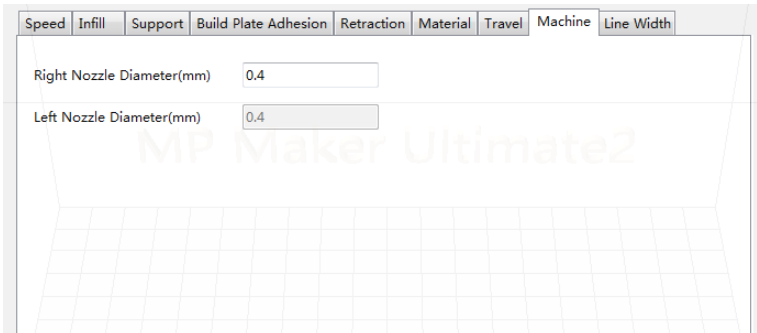 Speed Infill Support Build Plate Adhesion Retraction Material Travel Machine Line Width
Right Nozzle Diameter(mm) 0.4
Left Nozzle Diameter(mm) 0.4
MP Maker Ultimate2